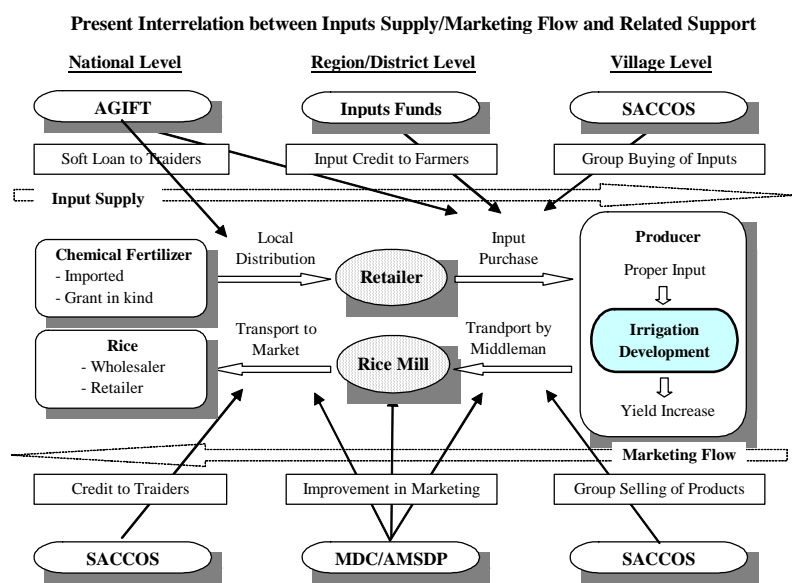 Present Interrelation between Inputs Supply/Marketing Flow and Related Support
National Level
Region/District Level
Village Level
AGIFT
Inputs Funds
SACCOS
Soft Loan to Traiders
Input Credit to Farmers
Group Buying of Inputs
Input Supply
Chemical Fertilizer
- Imported
- Grant in kind
Local
Distribution
Retailer
Input
Purchase
Producer
Proper Input
Irrigation
Development
Yield Increase
Rice
- Wholesaler
- Retailer
Transport to
Market
Rice Mill
Trandport by
Middleman
Marketing Flow
Credit to Traiders
Improvement in Marketing
Group Selling of Products
SACCOS
MDC/AMSDP
SACCOS